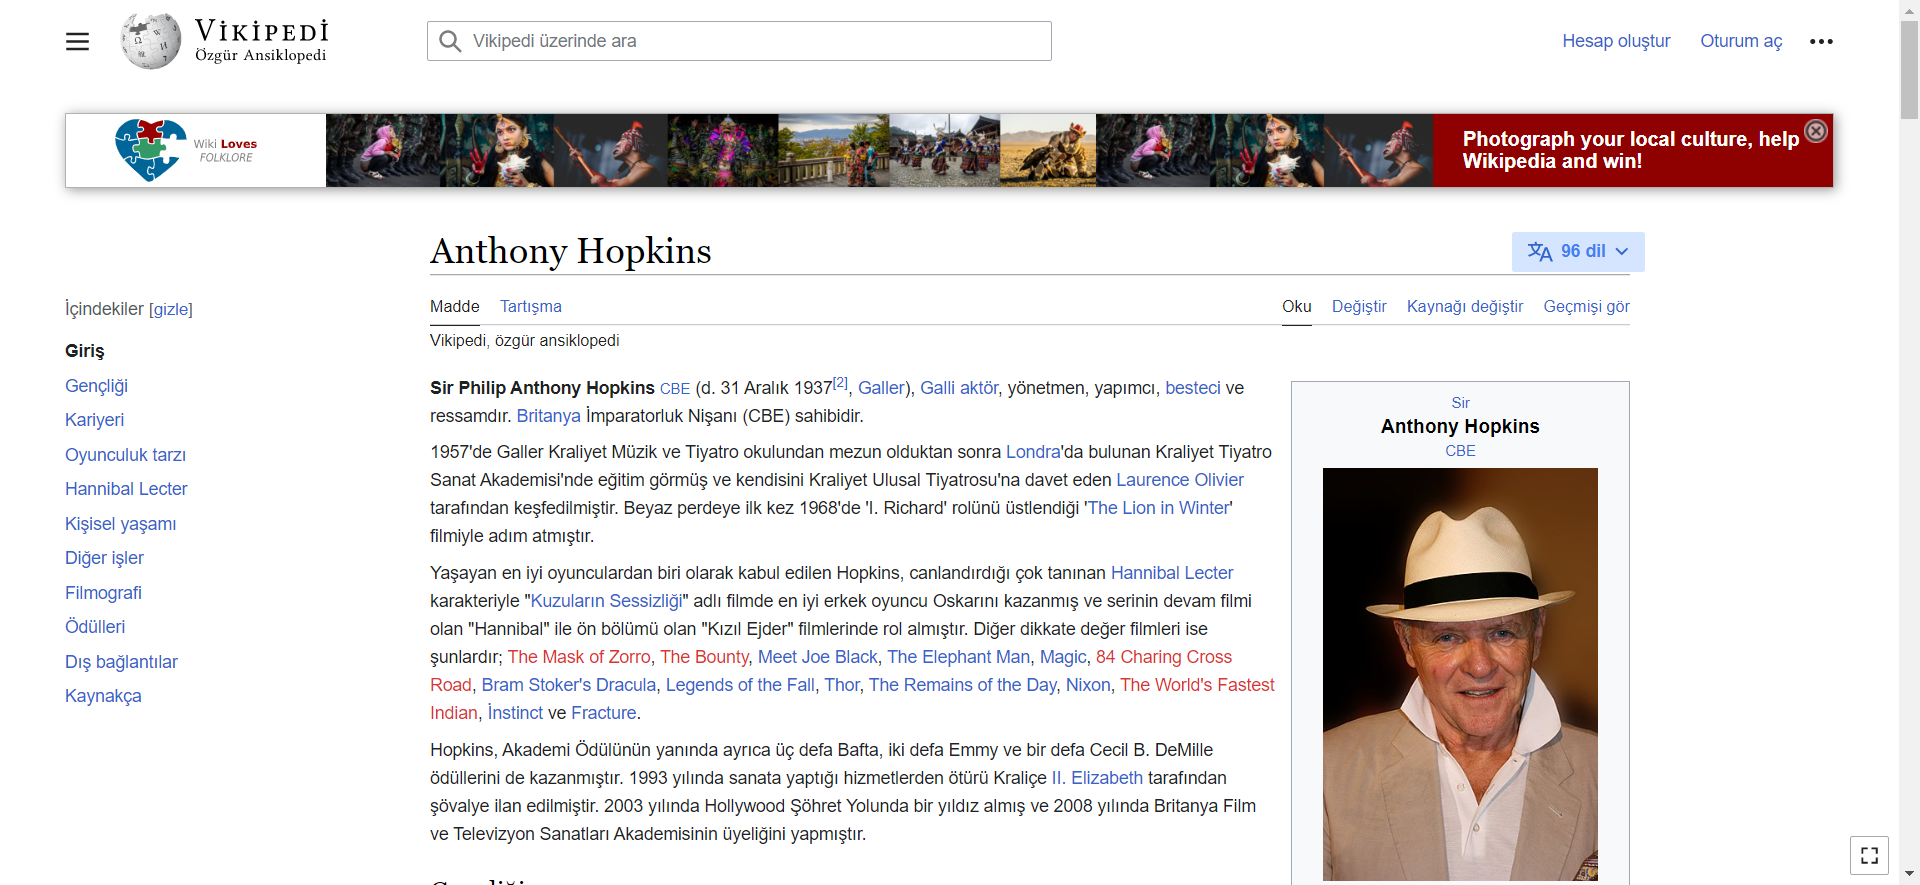 VİKİPEDİ
Özgür Ansiklopedi
Vikipedi üzerinde ara
Hesap oluştur
Oturum aç
Wiki Loves
FOLKLORE
Photograph your local culture, help
Wikipedia and win!
Anthony Hopkins
96 dil
İçindekiler [gizle]
Giriş
Gençliği
Kariyeri
Oyunculuk tarzı
Hannibal Lecter
Kişisel yaşamı
Diğer işler
Filmografi
Ödülleri
Dış bağlantılar
Kaynakça
Madde Tartışma
Oku Değiştir Kaynağı değiştir Geçmişi gör
Vikipedi, özgür ansiklopedi
Sir Philip Anthony Hopkins CBE (d. 31 Aralık 1937[2], Galler), Galli aktör, yönetmen, yapımcı, besteci ve
ressamdır. Britanya İmparatorluk Nişanı (CBE) sahibidir.
1957'de Galler Kraliyet Müzik ve Tiyatro okulundan mezun olduktan sonra Londra'da bulunan Kraliyet Tiyatro
Sanat Akademisi'nde eğitim görmüş ve kendisini Kraliyet Ulusal Tiyatrosu'na davet eden Laurence Olivier
tarafından keşfedilmiştir. Beyaz perdeye ilk kez 1968'de 'I. Richard' rolünü üstlendiği 'The Lion in Winter'
filmiyle adım atmıştır.
Yaşayan en iyi oyunculardan biri olarak kabul edilen Hopkins, canlandırdığı çok tanınan Hannibal Lecter
karakteriyle "Kuzuların Sessizliği" adlı filmde en iyi erkek oyuncu Oskarını kazanmış ve serinin devam filmi
olan "Hannibal" ile ön bölümü olan "Kızıl Ejder" filmlerinde rol almıştır. Diğer dikkate değer filmleri ise
şunlardır; The Mask of Zorro, The Bounty, Meet Joe Black, The Elephant Man, Magic, 84 Charing Cross
Road, Bram Stoker's Dracula, Legends of the Fall, Thor, The Remains of the Day, Nixon, The World's Fastest
Indian, İnstinct ve Fracture.
Hopkins, Akademi Ödülünün yanında ayrıca üç defa Bafta, iki defa Emmy ve bir defa Cecil B. DeMille
ödüllerini de kazanmıştır. 1993 yılında sanata yaptığı hizmetlerden ötürü Kraliçe II. Elizabeth tarafından
şövalye ilan edilmiştir. 2003 yılında Hollywood Şöhret Yolunda bir yıldız almış ve 2008 yılında Britanya Film
ve Televizyon Sanatları Akademisinin üyeliğini yapmıştır.
Sir
Anthony Hopkins
CBE